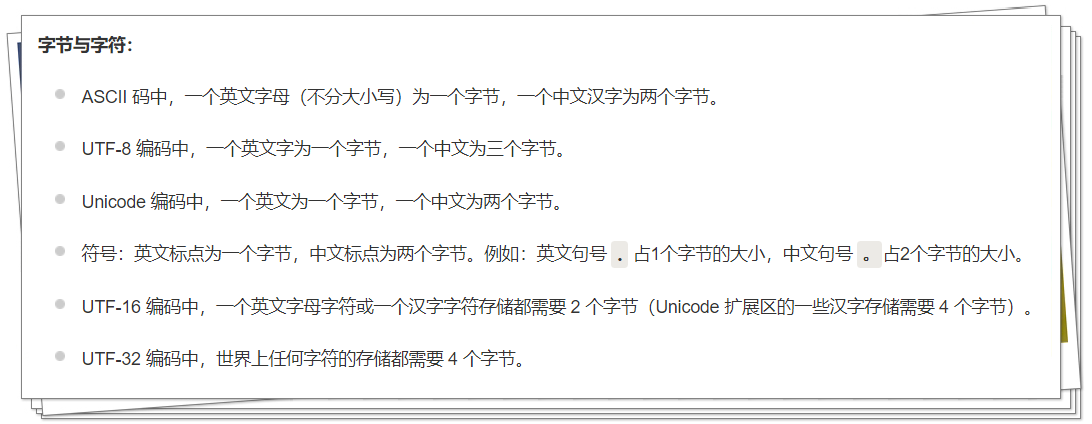 字节与字符：
ASCII 码中，一个英文字母（不分大小写）为一个字节，一个中文汉字为两个字节。
UTF-8 编码中，一个英文字为一个字节，一个中文为三个字节。
Unicode 编码中，一个英文为一个字节，一个中文为两个字节。
符号：英文标点为一个字节，中文标点为两个字节。例如：英文句号 . 占1个字节的大小，中文句号 。占2个字节的大小。
UTF-16 编码中，一个英文字母字符或一个汉字字符存储都需要 2 个字节（Unicode 扩展区的一些汉字存储需要 4 个字节）。
UTF-32 编码中，世界上任何字符的存储都需要 4 个字节。